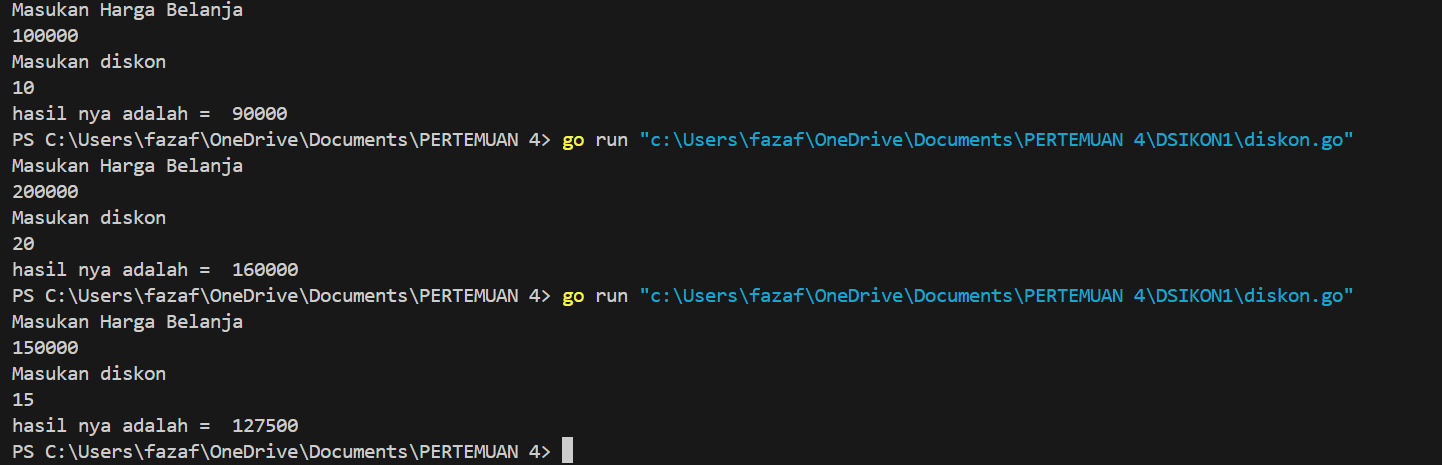 Masukan Harga Belanja
100000
Masukan diskon
10
hasil nya adalah =  90000
PS C:\Users\fazaf\OneDrive\Documents\PERTEMUAN 4> go run "c:\Users\fazaf\OneDrive\Documents\PERTEMUAN 4\DSIKON1\diskon.go"
Masukan Harga Belanja
200000
Masukan diskon
20
hasil nya adalah =  160000
PS C:\Users\fazaf\OneDrive\Documents\PERTEMUAN 4> go run "c:\Users\fazaf\OneDrive\Documents\PERTEMUAN 4\DSIKON1\diskon.go"
Masukan Harga Belanja
150000
Masukan diskon
15
hasil nya adalah =  127500
PS C:\Users\fazaf\OneDrive\Documents\PERTEMUAN 4>